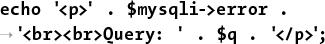 echo '<p>' . $mysqli->error .
→ '<br><br>Query: ' . $q . '</p>';